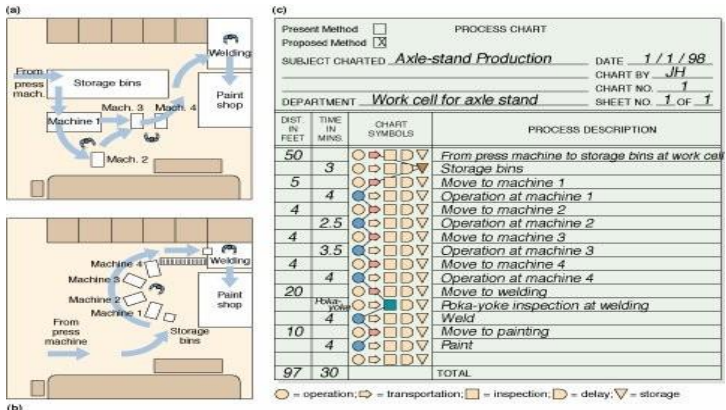 (a)
Welding
From
press
mach.
Storage bins
Paint
shop
Mach. 3
Mach. 4
Machine 1
Mach. 2
Machine 4
Welding
Machine 3
Machine 2
Machine 1
Paint
shop
From
press
machine
Storage
bins
(b)
(c)
Present Method
PROCESS CHART
Proposed Method X
SUBJECT CHARTED Axle-stand Production DATE 1 / 1 / 98
CHART BY JH
CHART NO. 1
DEPARTMENT Work cell for axle stand SHEET NO. 1 OF 1
DIST. IN FEET TIME IN MINS. CHART SYMBOLS PROCESS DESCRIPTION
50 From press machine to storage bins at work cell
3 Storage bins
5 Move to machine 1
4 Operation at machine 1
4 Move to machine 2
2.5 Operation at machine 2
4 Move to machine 3
3.5 Operation at machine 3
4 Move to machine 4
4 Operation at machine 4
20 Move to welding
Poka-yoke Poka-yoke inspection at welding
4 Weld
10 Move to painting
4 Paint
97 30 TOTAL
= operation; = transportation; = inspection; = delay; = storage